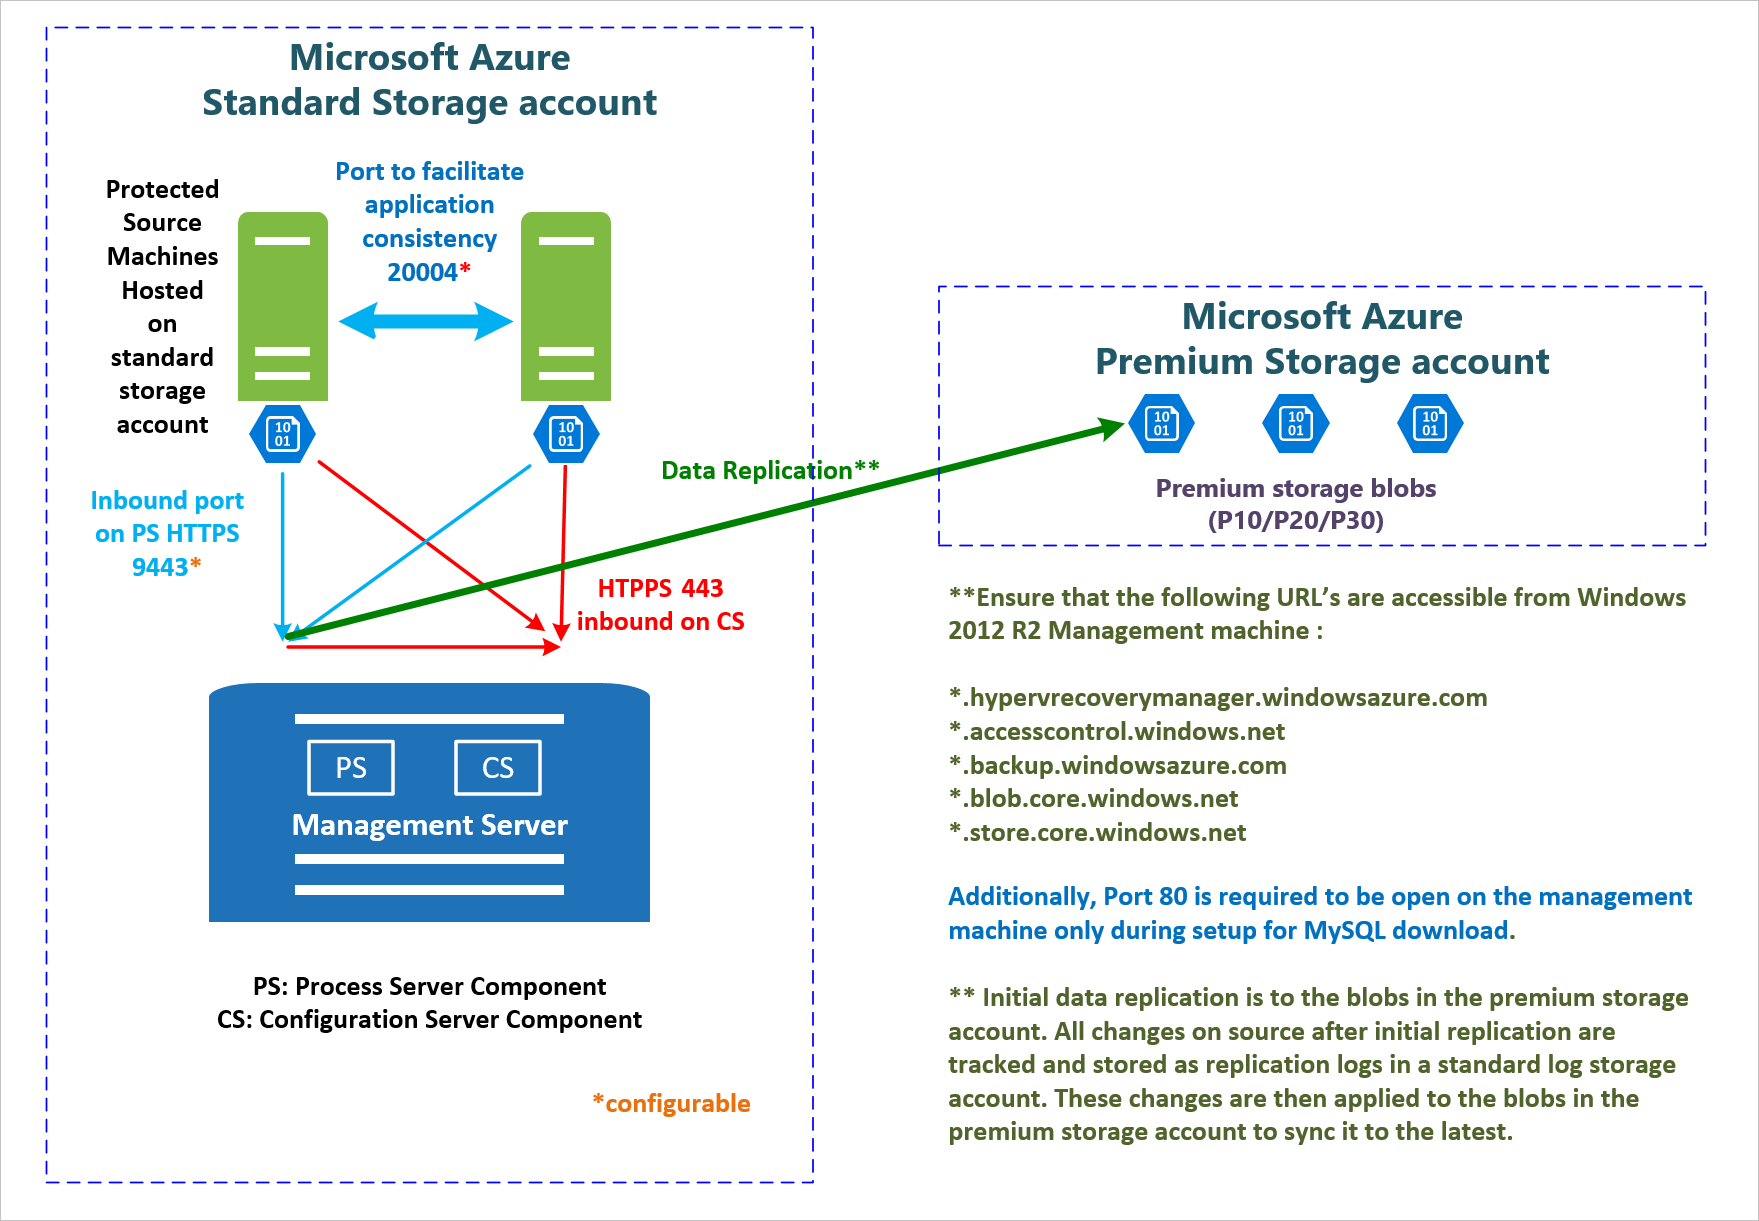 Microsoft Azure
Standard Storage account
Protected
Source
Machines
Hosted
on
standard
storage
account
Port to facilitate
application
consistency
20004*
10
01
10
01
Inbound port
on PS HTTPS
9443*
Data Replication**
HTPPS 443
inbound on CS
PS
CS
Management Server
PS: Process Server Component
CS: Configuration Server Component
*configurable
Microsoft Azure
Premium Storage account
10
01
10
01
10
01
Premium storage blobs
(P10/P20/P30)
**Ensure that the following URL’s are accessible from Windows
2012 R2 Management machine :
*.hypervrecoverymanager.windowsazure.com
*.accesscontrol.windows.net
*.backup.windowsazure.com
*.blob.core.windows.net
*.store.core.windows.net
Additionally, Port 80 is required to be open on the management
machine only during setup for MySQL download.
** Initial data replication is to the blobs in the premium storage
account. All changes on source after initial replication are
tracked and stored as replication logs in a standard log storage
account. These changes are then applied to the blobs in the
premium storage account to sync it to the latest.